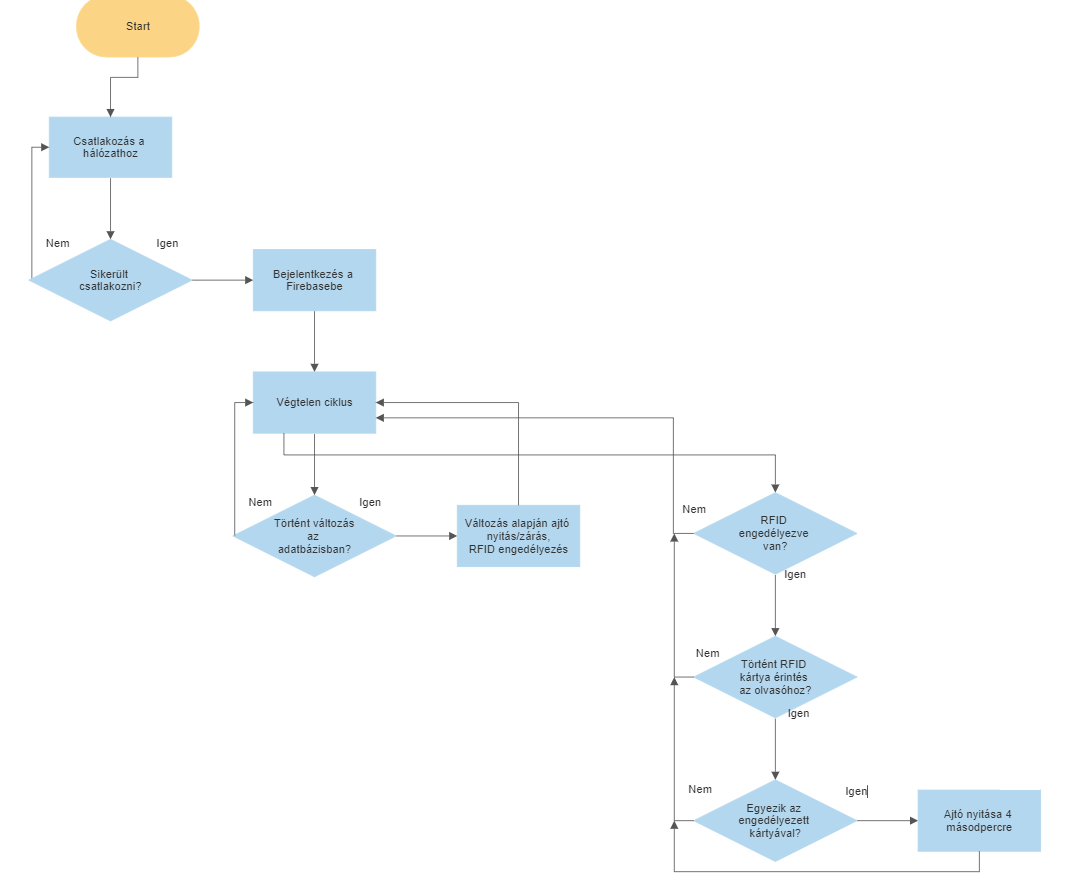 Start
Csatlakozás a
hálózathoz
Nem
Igen
Sikerült
csatlakozni?
Bejelentkezés a
Firebasebe
Végtelen ciklus
Nem
Igen
Történt változás
az
adatbázisban?
Változás alapján ajtó
nyitás/zárás,
RFID engedélyezés
Nem
RFID
engedélyezve
van?
Igen
Nem
Történt RFID
kártya érintés
az olvasóhoz?
Igen
Nem
Igen
Egyezik az
engedélyezett
kártyával?
Ajtó nyitása 4
másodpercre